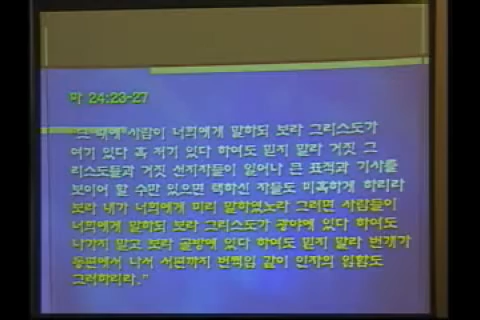 마 24:23-27
"그 때에 사람이 너희에게 말하되 보라 그리스도가
여기 있다 혹 저기 있다 하여도 믿지 말라 거짓 그
리스도들과 거짓 선지자들이 일어나 큰 표적과 기사를
보이어 할 수만 있으면 택하신 자들도 미혹하게 하리라
보라 내가 너희에게 미리 말하였노라 그러면 사람들이
너희에게 말하되 보라 그리스도가 광야에 있다 하여도
나가지 말고 보라 골방에 있다 하여도 믿지 말라 번개가
동편에서 나서 서편까지 번쩍임 같이 인자의 임함도
그러하리라."